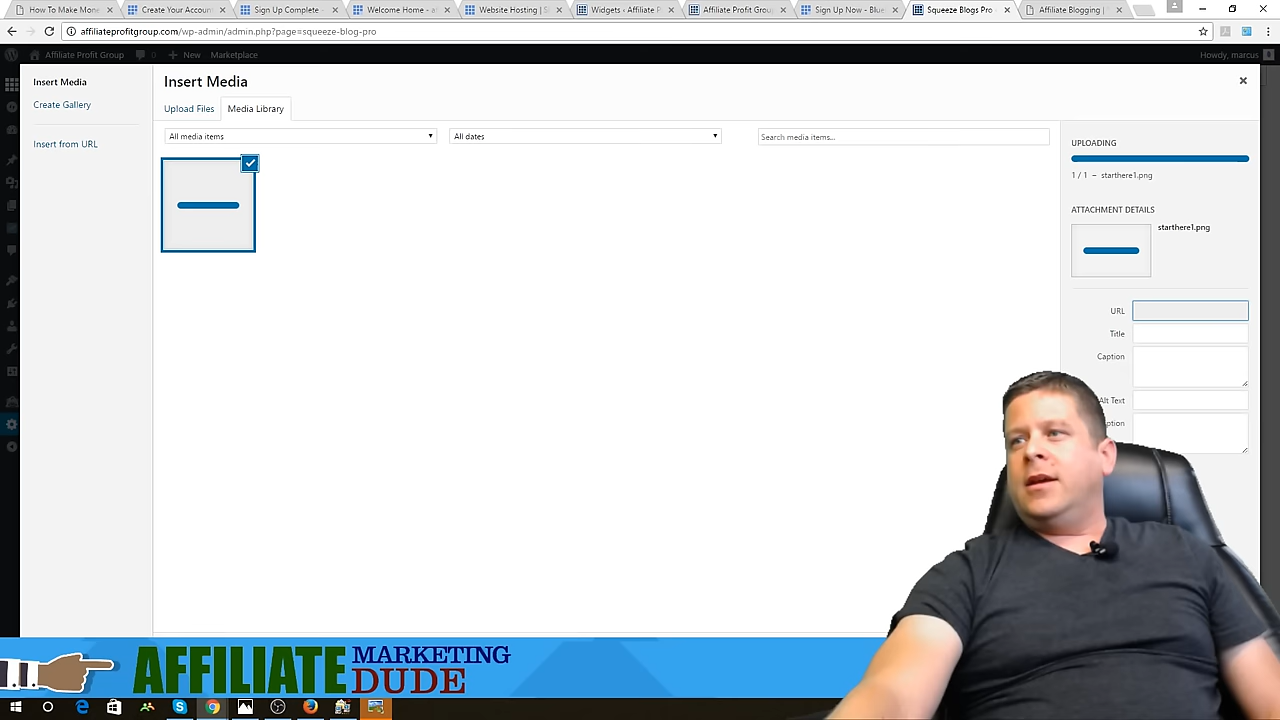 How To Make Mone
Create Your Accoun
Sign Up Complete -
Welcome Home - a
Website Hosting | S
Widgets ‹ Affiliate P
Affiliate Profit Grou
Sign Up Now - Blue
Squeeze Blogs Pro
Affiliate Blogging |
affiliateprofitgroup.com/wp-admin/admin.php?page=squeeze-blog-pro
Affiliate Profit Group
0
New
Marketplace
Howdy, marcus
Insert Media
Create Gallery
Insert from URL
Insert Media
Upload Files
Media Library
All media items
All dates
Search media items...
UPLOADING
1 / 1 – starthere1.png
ATTACHMENT DETAILS
starthere1.png
URL
Title
Caption
Alt Text
ption
AFFILIATE
MARKETING
DUDE